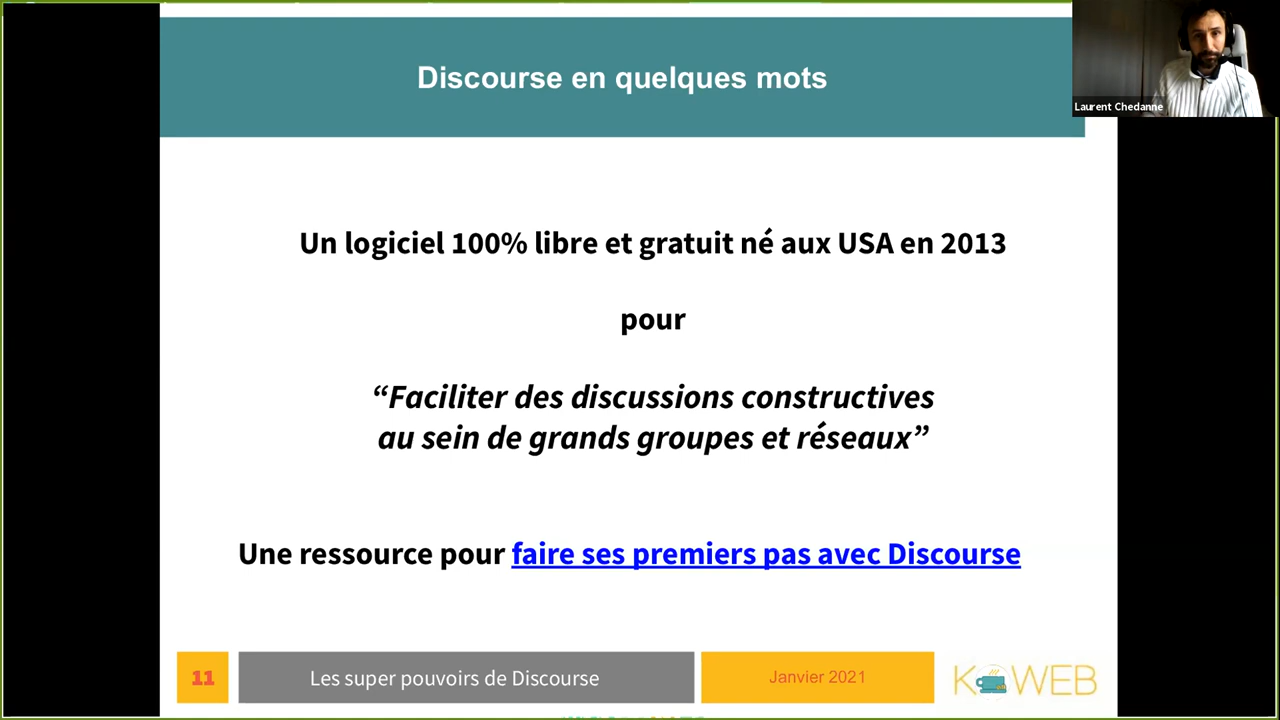 Discourse en quelques mots
Laurent Chedanne
Un logiciel 100% libre et gratuit né aux USA en 2013
pour
“Faciliter des discussions constructives
au sein de grands groupes et réseaux”
Une ressource pour faire ses premiers pas avec Discourse
11
Les super pouvoirs de Discourse
Janvier 2021
K WEB